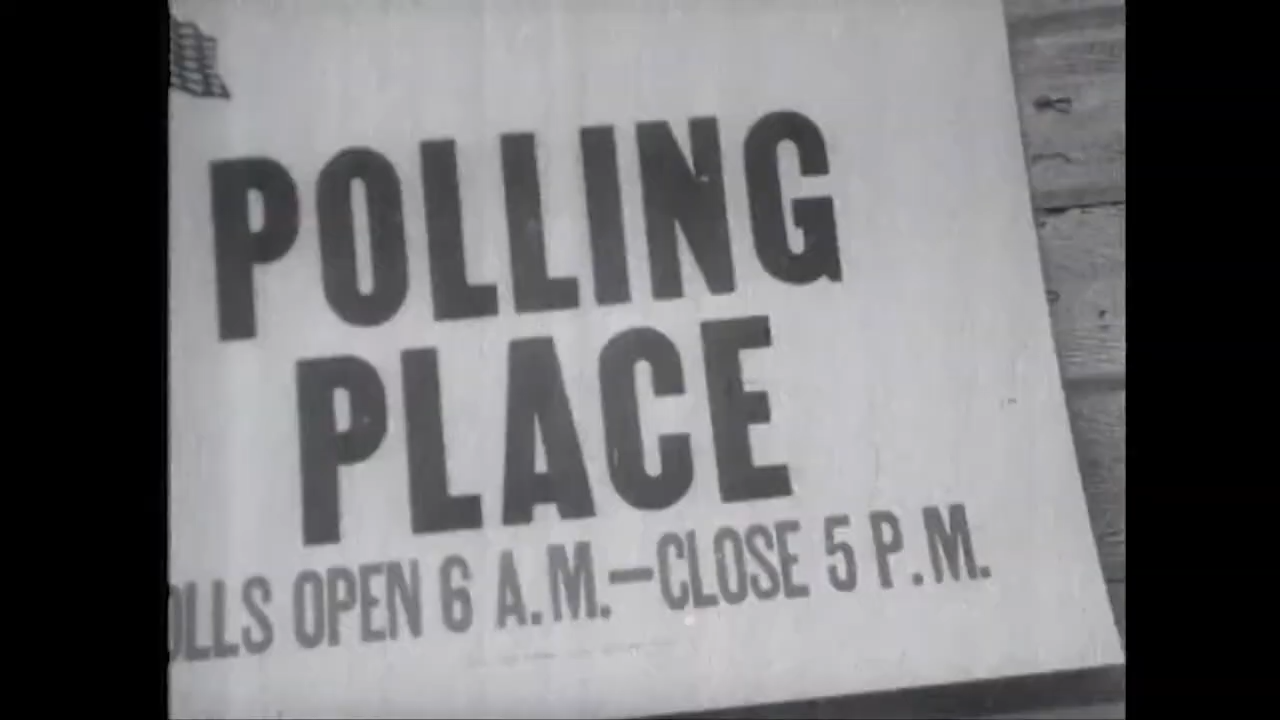 POLLING
PLACE
OLLS OPEN 6 A.M.—CLOSE 5 P.M.